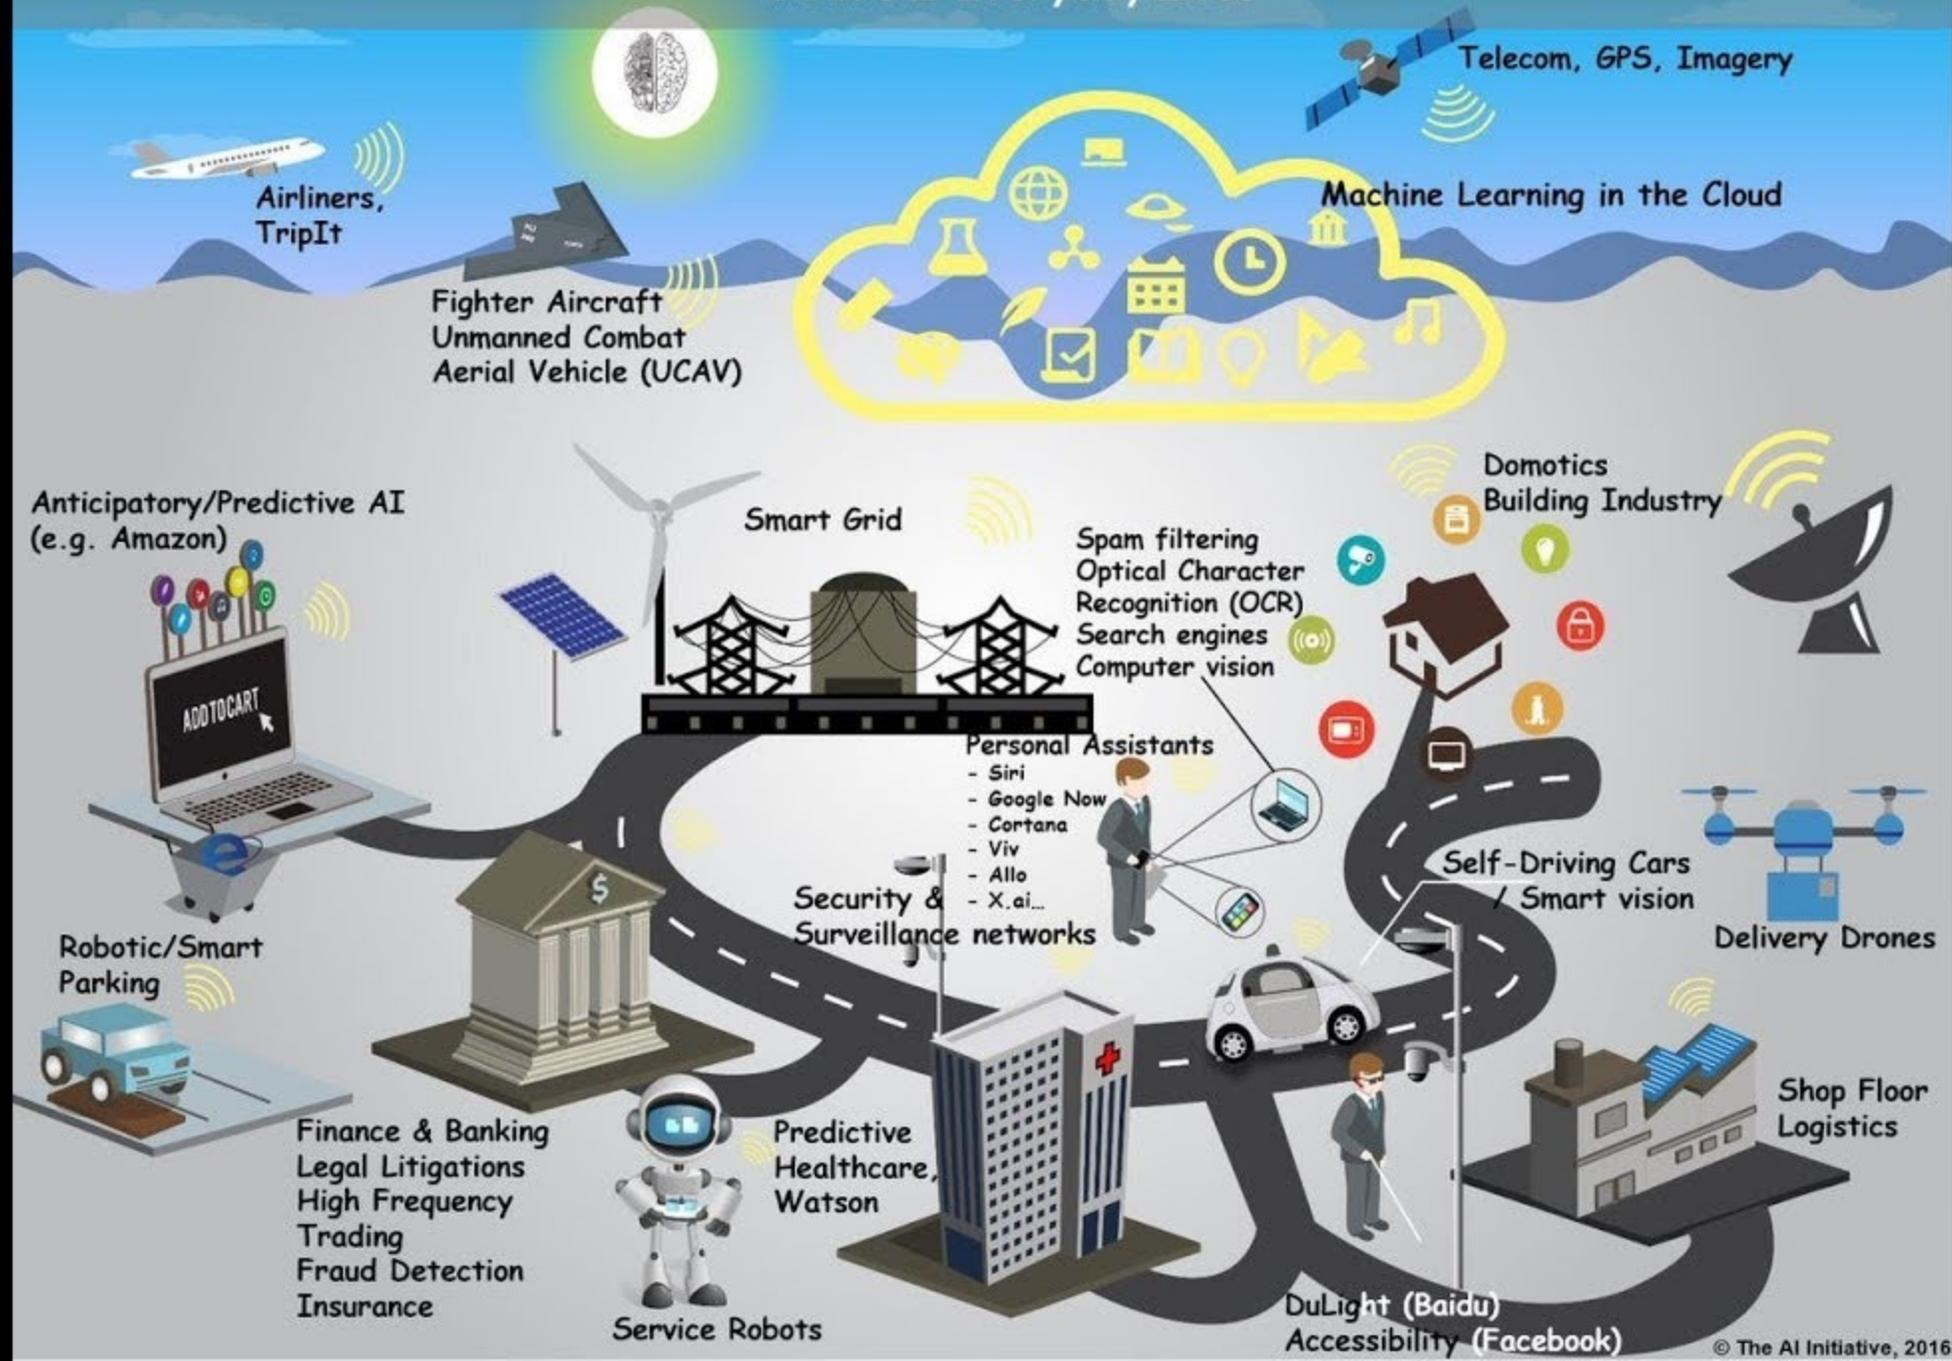 Telecom, GPS, Imagery
Airliners,
TripIt
Machine Learning in the Cloud
Fighter Aircraft
Unmanned Combat
Aerial Vehicle (UCAV)
Anticipatory/Predictive AI
(e.g. Amazon)
Smart Grid
Domotics
Building Industry
Spam filtering
Optical Character
Recognition (OCR)
Search engines
Computer vision
ADD TO CART
Personal Assistants
- Siri
- Google Now
- Cortana
- Viv
- Allo
- X.ai...
Security &
Surveillance networks
Self-Driving Cars
/ Smart vision
Delivery Drones
Robotic/Smart
Parking
$
Finance & Banking
Legal Litigations
High Frequency
Trading
Fraud Detection
Insurance
Service Robots
Predictive
Healthcare,
Watson
Shop Floor
Logistics
DuLight (Baidu)
Accessibility (Facebook)
© The AI Initiative, 2016